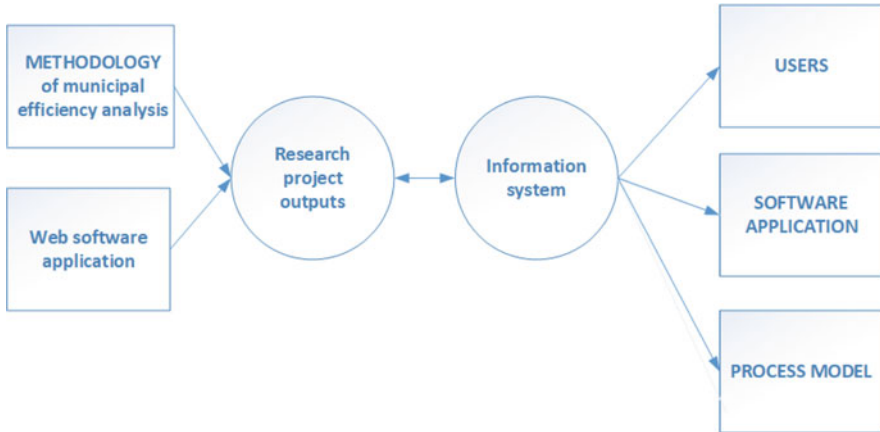 METHODOLOGY
of municipal
efficiency analysis
Web software
application
Research
project
outputs
Information
system
USERS
SOFTWARE
APPLICATION
PROCESS MODEL